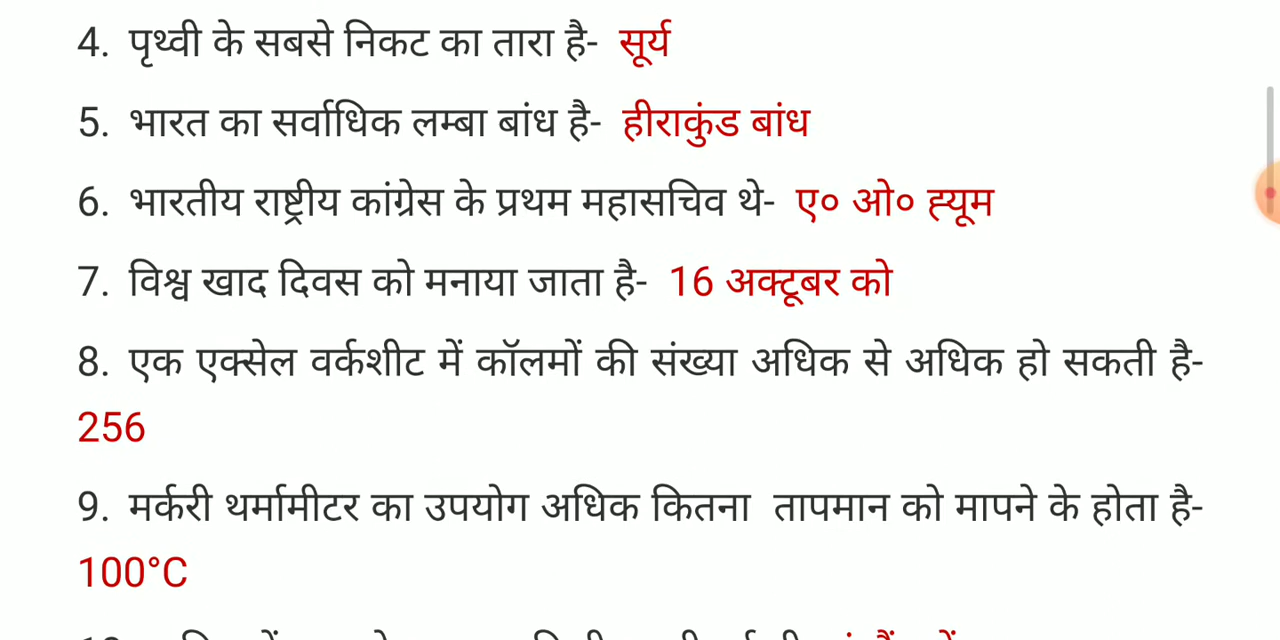 4. पृथ्वी के सबसे निकट का तारा है- सूर्य
5. भारत का सर्वाधिक लम्बा बांध है- हीराकुंड बांध
6. भारतीय राष्ट्रीय कांग्रेस के प्रथम महासचिव थे- ए० ओ० ह्यूम
7. विश्व खाद दिवस को मनाया जाता है- 16 अक्टूबर को
8. एक एक्सेल वर्कशीट में कॉलमों की संख्या अधिक से अधिक हो सकती है-
256
9. मर्करी थर्मामीटर का उपयोग अधिक कितना तापमान को मापने के होता है-
100°C